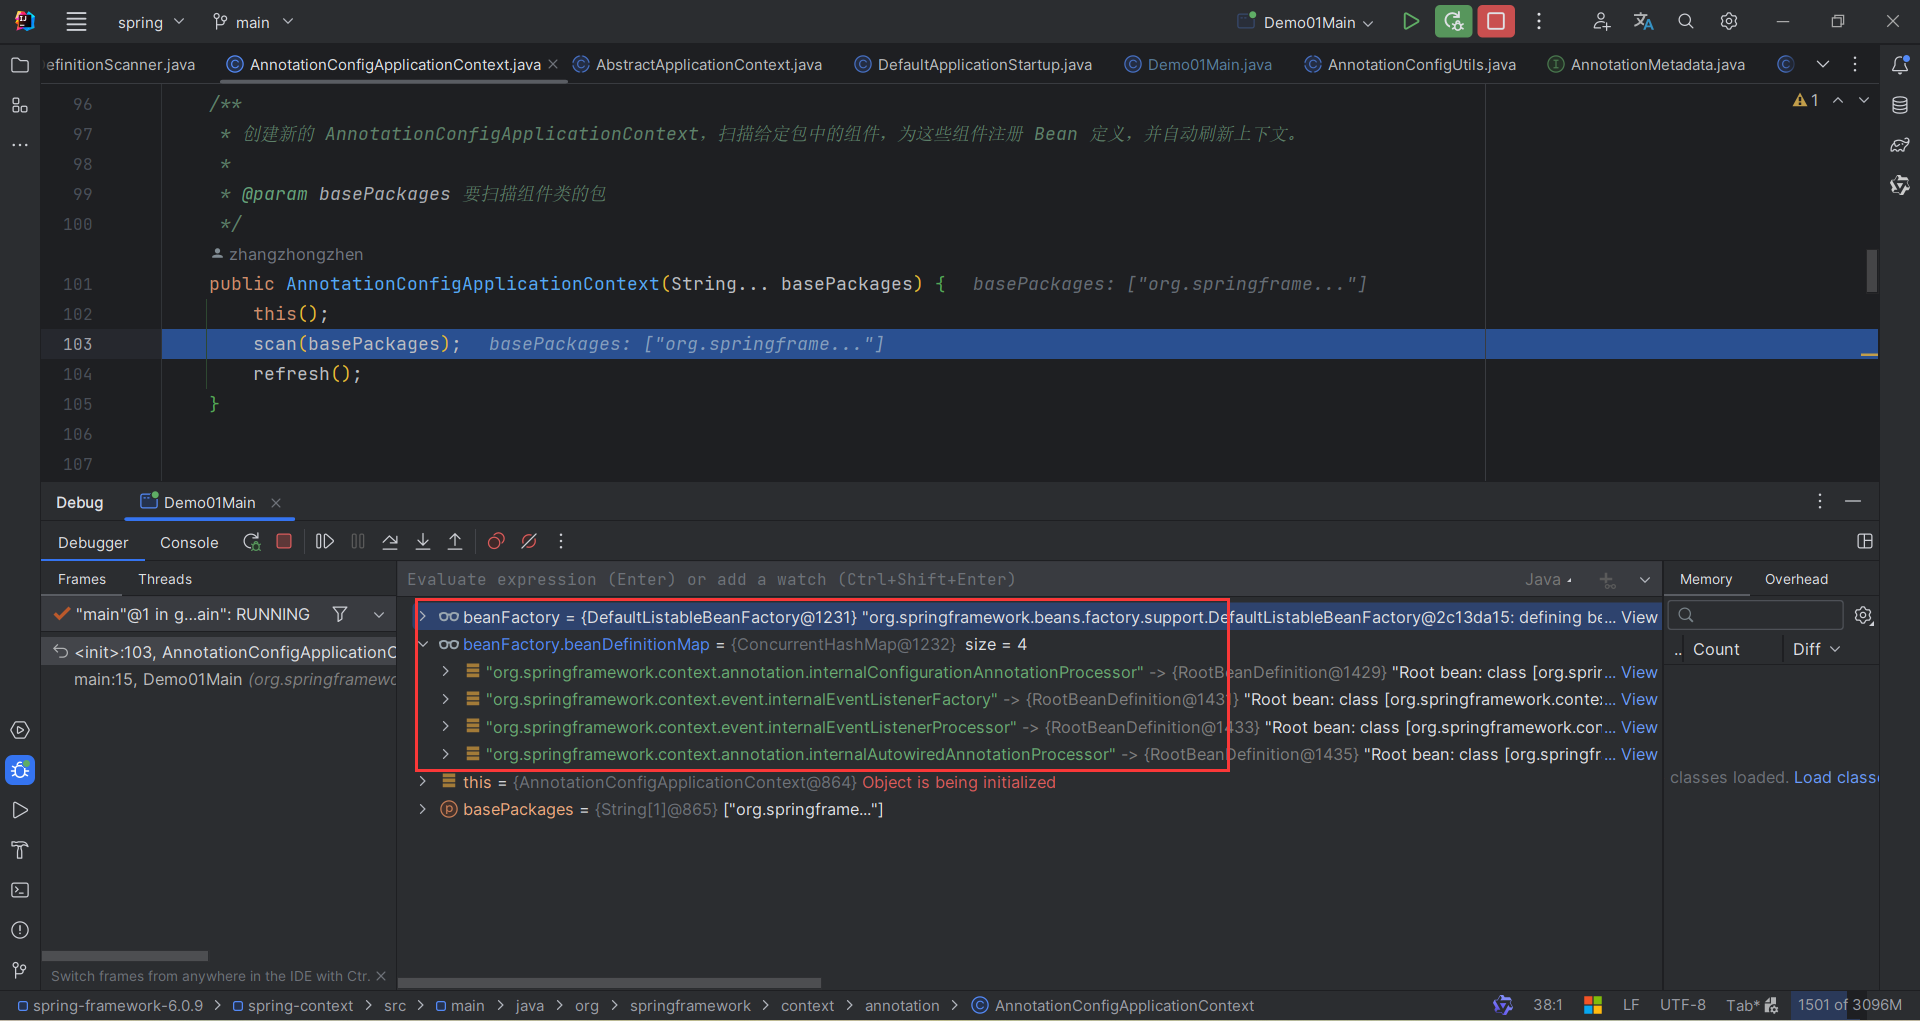 spring
main
Demo01Main
efinitionScanner.java
AnnotationConfigApplicationContext.java
AbstractApplicationContext.java
DefaultApplicationStartup.java
Demo01Main.java
AnnotationConfigUtils.java
AnnotationMetadata.java
1
96 /**
97 * 创建新的 AnnotationConfigApplicationContext，扫描给定包中的组件，为这些组件注册 Bean 定义，并自动刷新上下文。
98 *
99 * @param basePackages 要扫描组件类的包
100 */
zhangzhongzhen
101 public AnnotationConfigApplicationContext(String... basePackages) { basePackages: ["org.springframe..."]
102 this();
103 scan(basePackages); basePackages: ["org.springframe..."]
104 refresh();
105 }
106
107
Debug
Demo01Main
Debugger
Console
Frames
Threads
Evaluate expression (Enter) or add a watch (Ctrl+Shift+Enter)
Java
Memory
Overhead
"main"@1 in g...ain": RUNNING
<init>:103, AnnotationConfigApplicationC
main:15, Demo01Main (org.springframewo
beanFactory = {DefaultListableBeanFactory@1231} "org.springframework.beans.factory.support.DefaultListableBeanFactory@2c13da15: defining be... View
beanFactory.beanDefinitionMap = {ConcurrentHashMap@1232} size = 4
"org.springframework.context.annotation.internalConfigurationAnnotationProcessor" -> {RootBeanDefinition@1429} "Root bean: class [org.sprir... View
"org.springframework.context.event.internalEventListenerFactory" -> {RootBeanDefinition@1431} "Root bean: class [org.springframework.conte... View
"org.springframework.context.event.internalEventListenerProcessor" -> {RootBeanDefinition@1433} "Root bean: class [org.springframework.cor... View
"org.springframework.context.annotation.internalAutowiredAnnotationProcessor" -> {RootBeanDefinition@1435} "Root bean: class [org.springfr... View
this = {AnnotationConfigApplicationContext@864} Object is being initialized
basePackages = {String[1]@865} ["org.springframe..."]
.. Count
Diff
classes loaded. Load classe
Switch frames from anywhere in the IDE with Ctr.
spring-framework-6.0.9 > spring-context > src > main > java > org > springframework > context > annotation > AnnotationConfigApplicationContext
38:1
LF
UTF-8
Tab*
1501 of 3096M